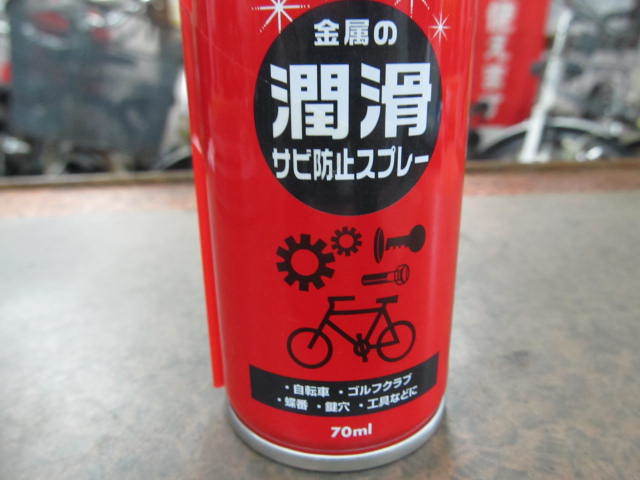 金属の
潤滑
サビ防止スプレー
・自転車 ・ゴルフクラブ
・蝶番 ・鍵穴 ・工具などに
70ml